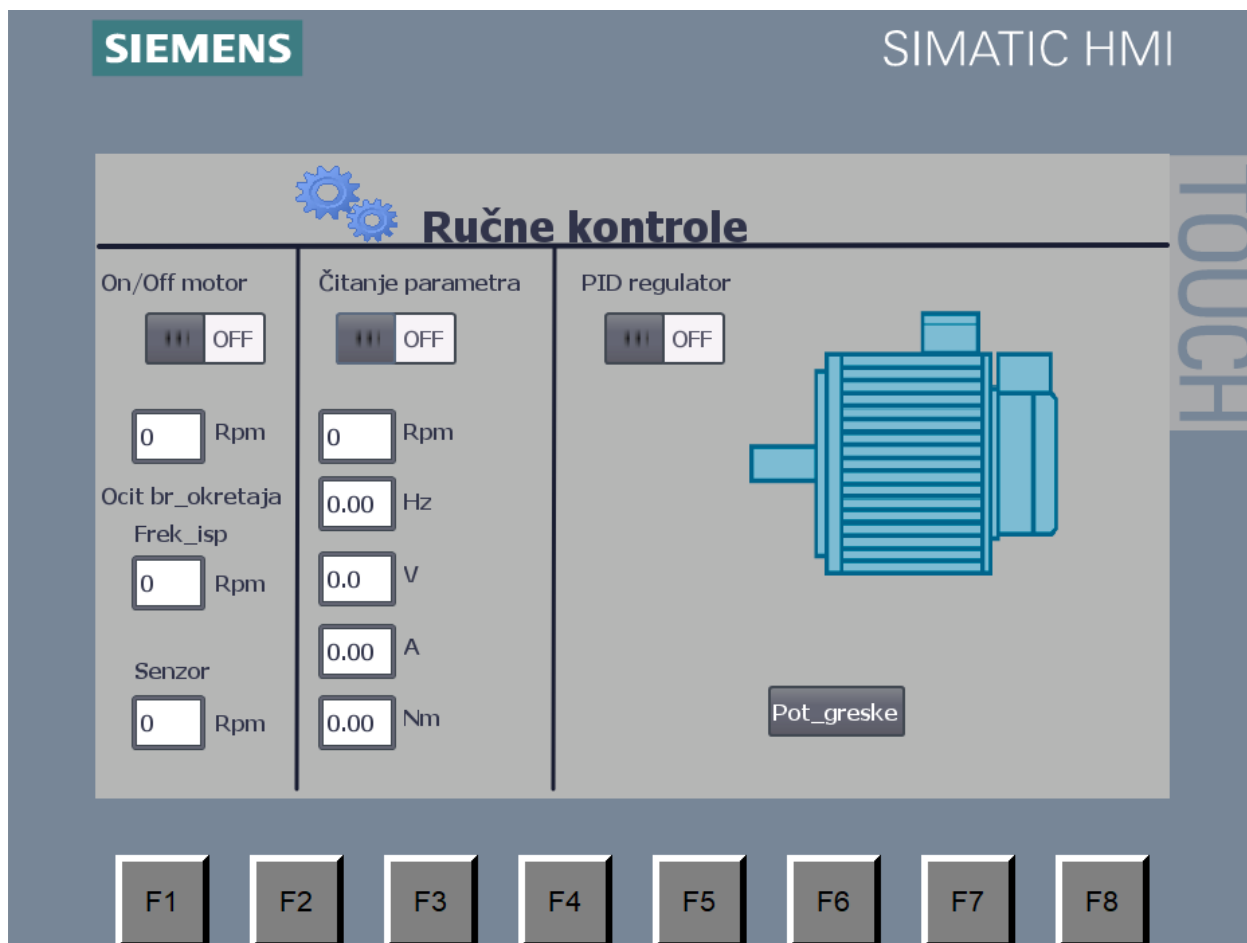 SIEMENS
SIMATIC HMI
TOUCH
Ručne kontrole
On/Off motor
OFF
0 Rpm
Ocit br_okretaja
Frek_isp
0 Rpm
Senzor
0 Rpm
Čitanje parametra
OFF
0 Rpm
0.00 Hz
0.0 V
0.00 A
0.00 Nm
PID regulator
OFF
Pot_greske
F1 F2 F3 F4 F5 F6 F7 F8